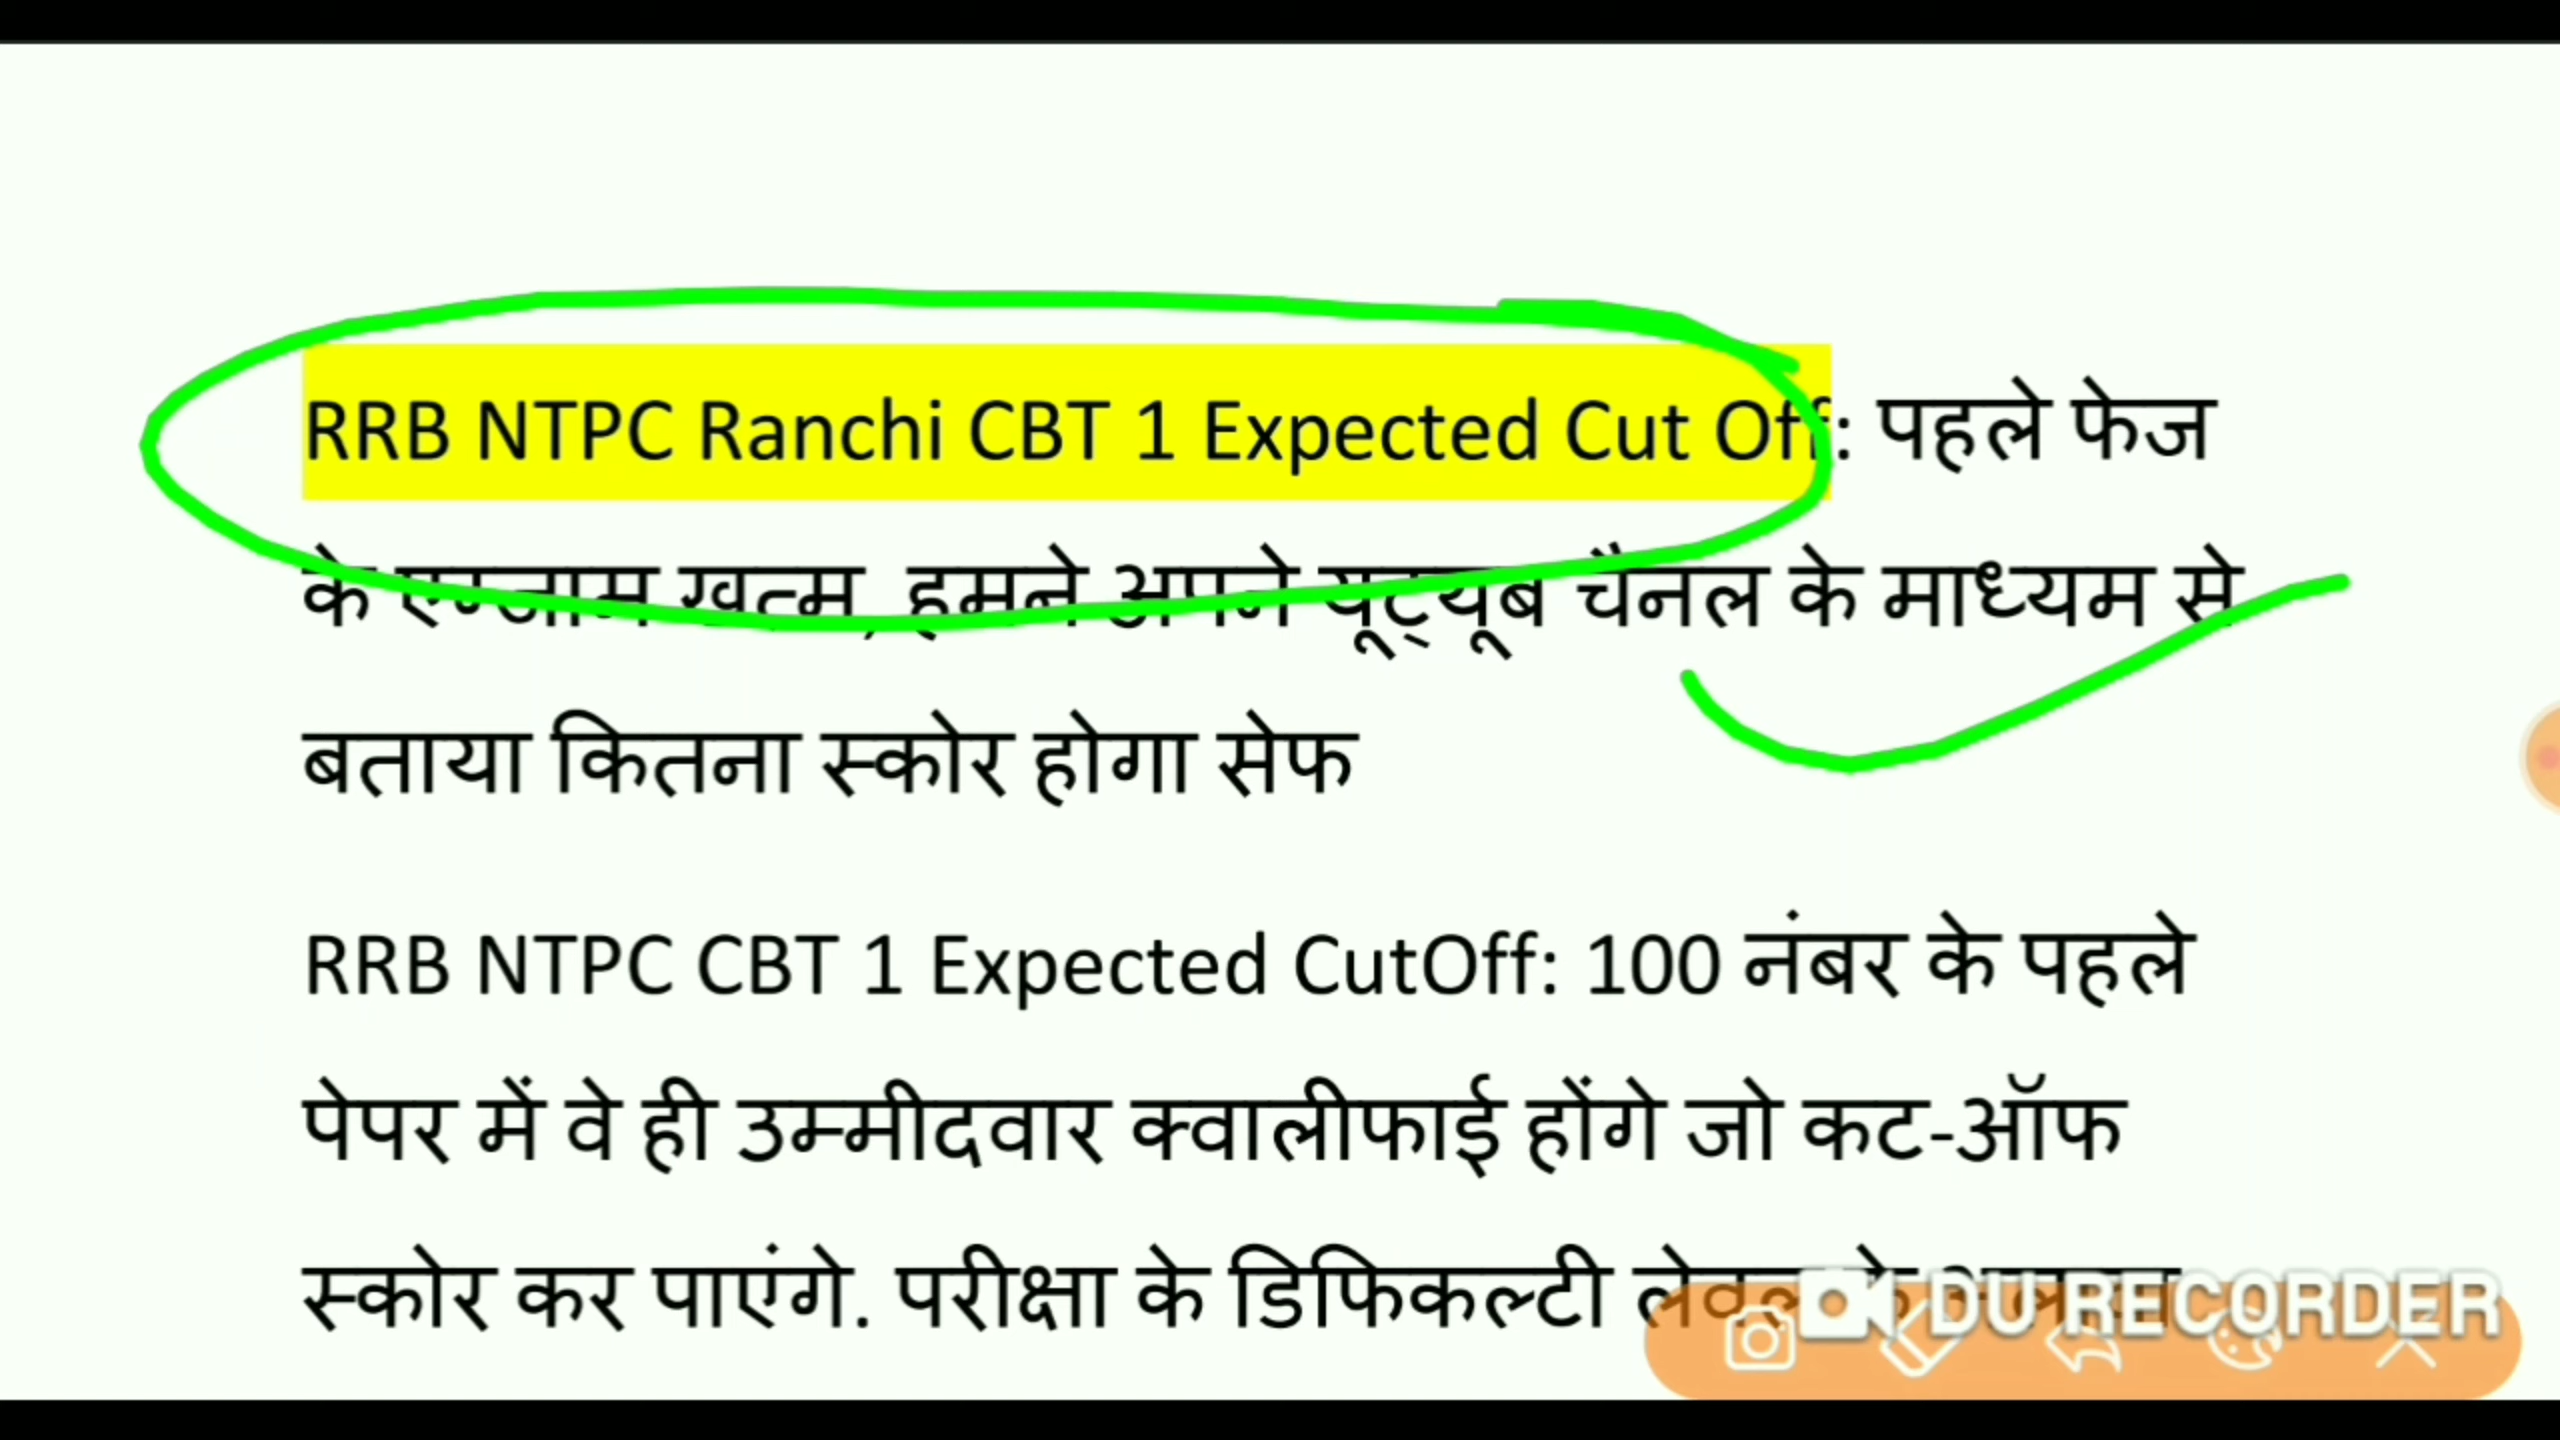 RRB NTPC Ranchi CBT 1 Expected Cut Off: पहले फेज
के एग्जाम खत्म, हमने अपने यूट्यूब चैनल के माध्यम से
बताया कितना स्कोर होगा सेफ
RRB NTPC CBT 1 Expected CutOff: 100 नंबर के पहले
पेपर में वे ही उम्मीदवार क्वालीफाई होंगे जो कट-ऑफ
स्कोर कर पाएंगे. परीक्षा के डिफिकल्टी लेवल
DU RECORDER